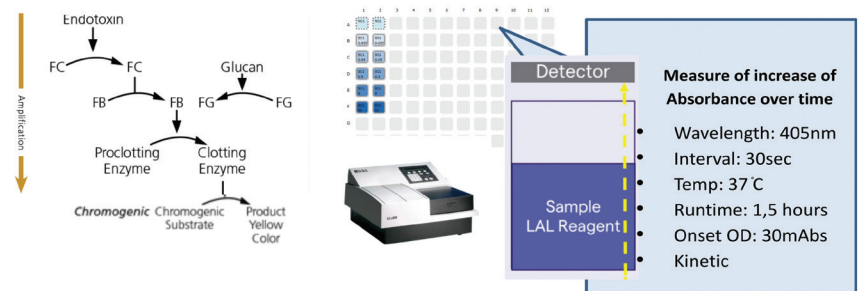 Endotoxin
FC
FC
Glucan
FB
FB
FG
FG
Amplification
Proclotting
Enzyme
Clotting
Enzyme
Chromogenic
Chromogenic
Substrate
Product
Yellow
Color
1 2 3 4 5 6 7 8 9 10 11 12
A
B
C
D
E
F
G
Detector
Sample
LAL Reagent
Measure of increase of
Absorbance over time
• Wavelength: 405nm
• Interval: 30sec
• Temp: 37°C
• Runtime: 1,5 hours
• Onset OD: 30mAbs
• Kinetic